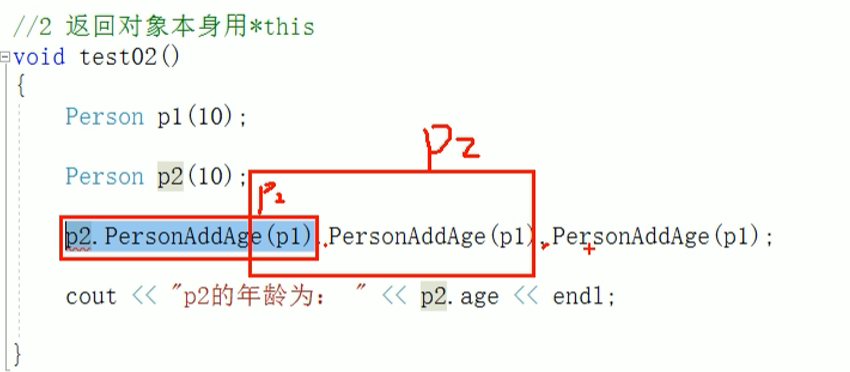 //2 返回对象本身用*this
void test02()
{
Person p1(10);
P2
Person p2(10);
P2
p2.PersonAddAge(p1).PersonAddAge(p1).PersonAddAge(p1);
cout << "p2的年龄为： " << p2.age << endl;
}